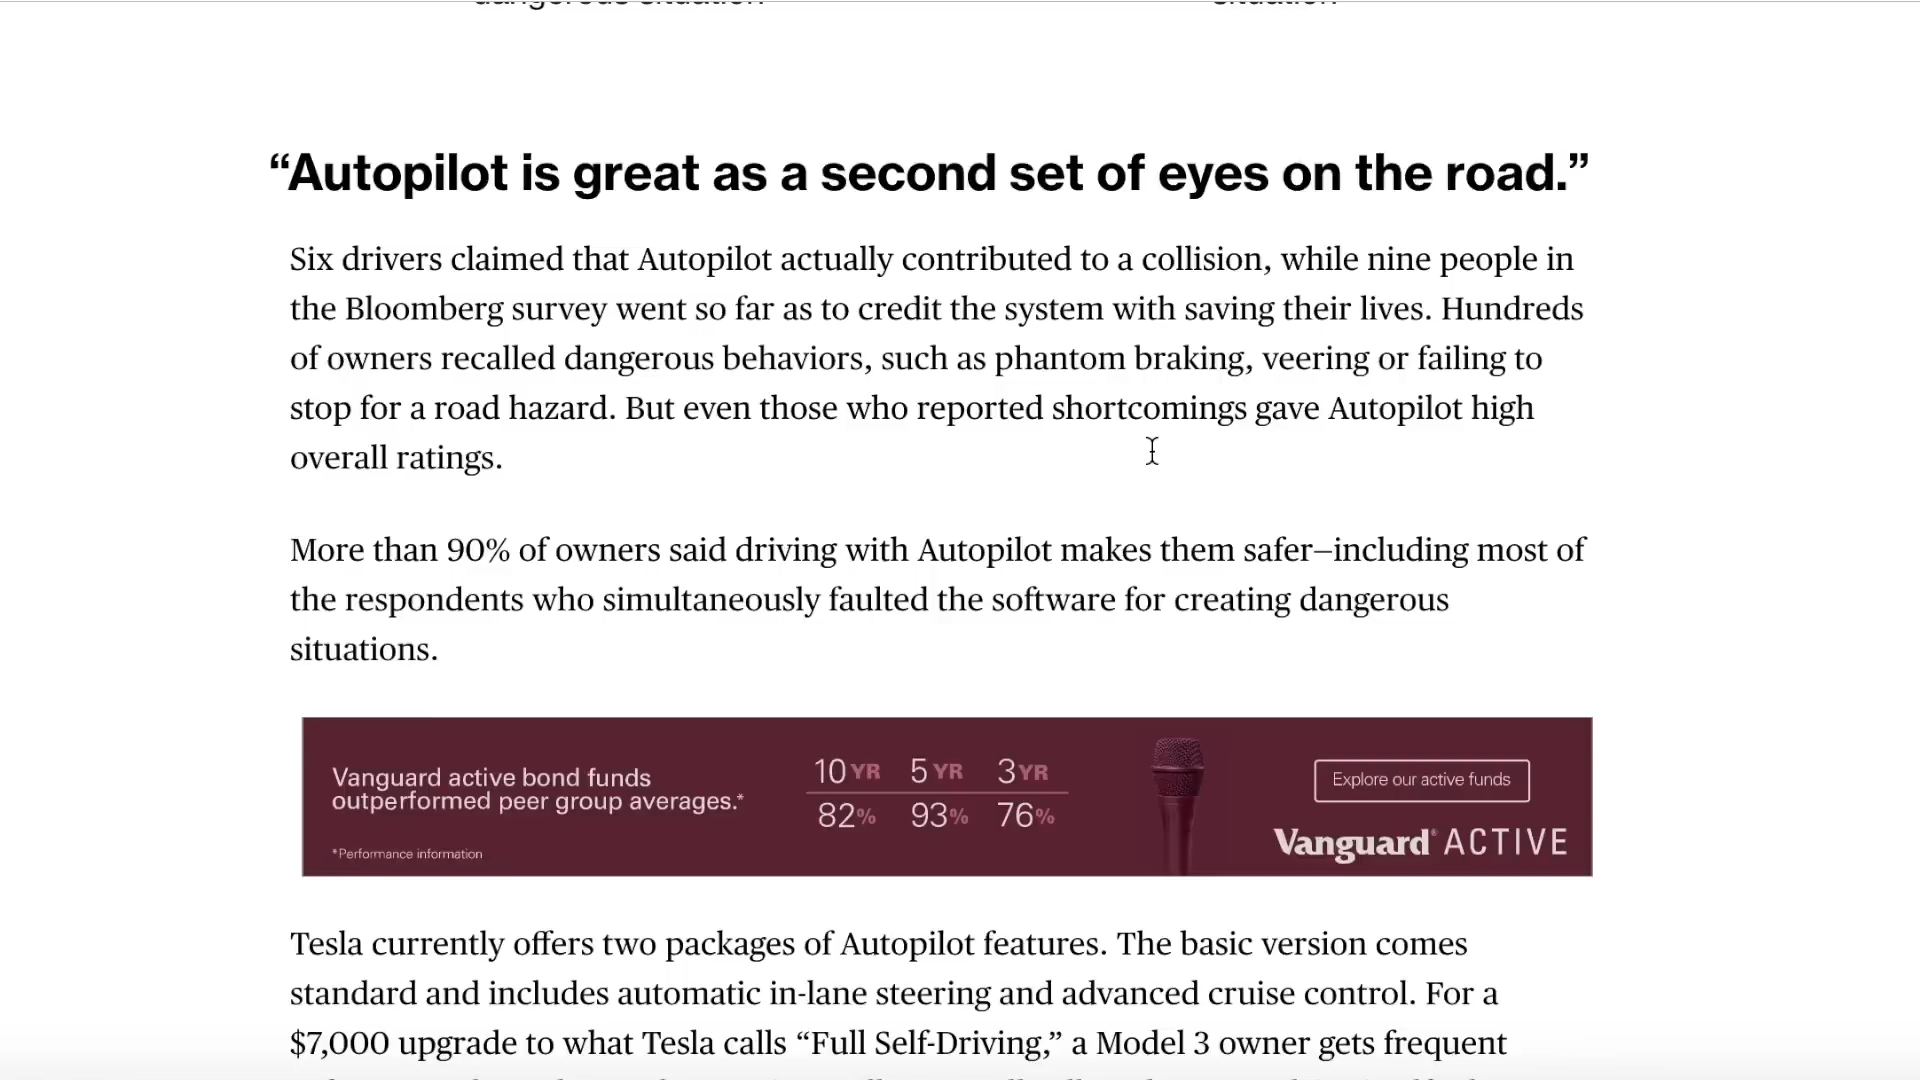 dangerous situation
situation
“Autopilot is great as a second set of eyes on the road.”
Six drivers claimed that Autopilot actually contributed to a collision, while nine people in
the Bloomberg survey went so far as to credit the system with saving their lives. Hundreds
of owners recalled dangerous behaviors, such as phantom braking, veering or failing to
stop for a road hazard. But even those who reported shortcomings gave Autopilot high
overall ratings.
More than 90% of owners said driving with Autopilot makes them safer—including most of
the respondents who simultaneously faulted the software for creating dangerous
situations.
Vanguard active bond funds
outperformed peer group averages.*
*Performance information
10 YR 5 YR 3 YR
82% 93% 76%
Explore our active funds
Vanguard® ACTIVE
Tesla currently offers two packages of Autopilot features. The basic version comes
standard and includes automatic in-lane steering and advanced cruise control. For a
$7,000 upgrade to what Tesla calls “Full Self-Driving,” a Model 3 owner gets frequent